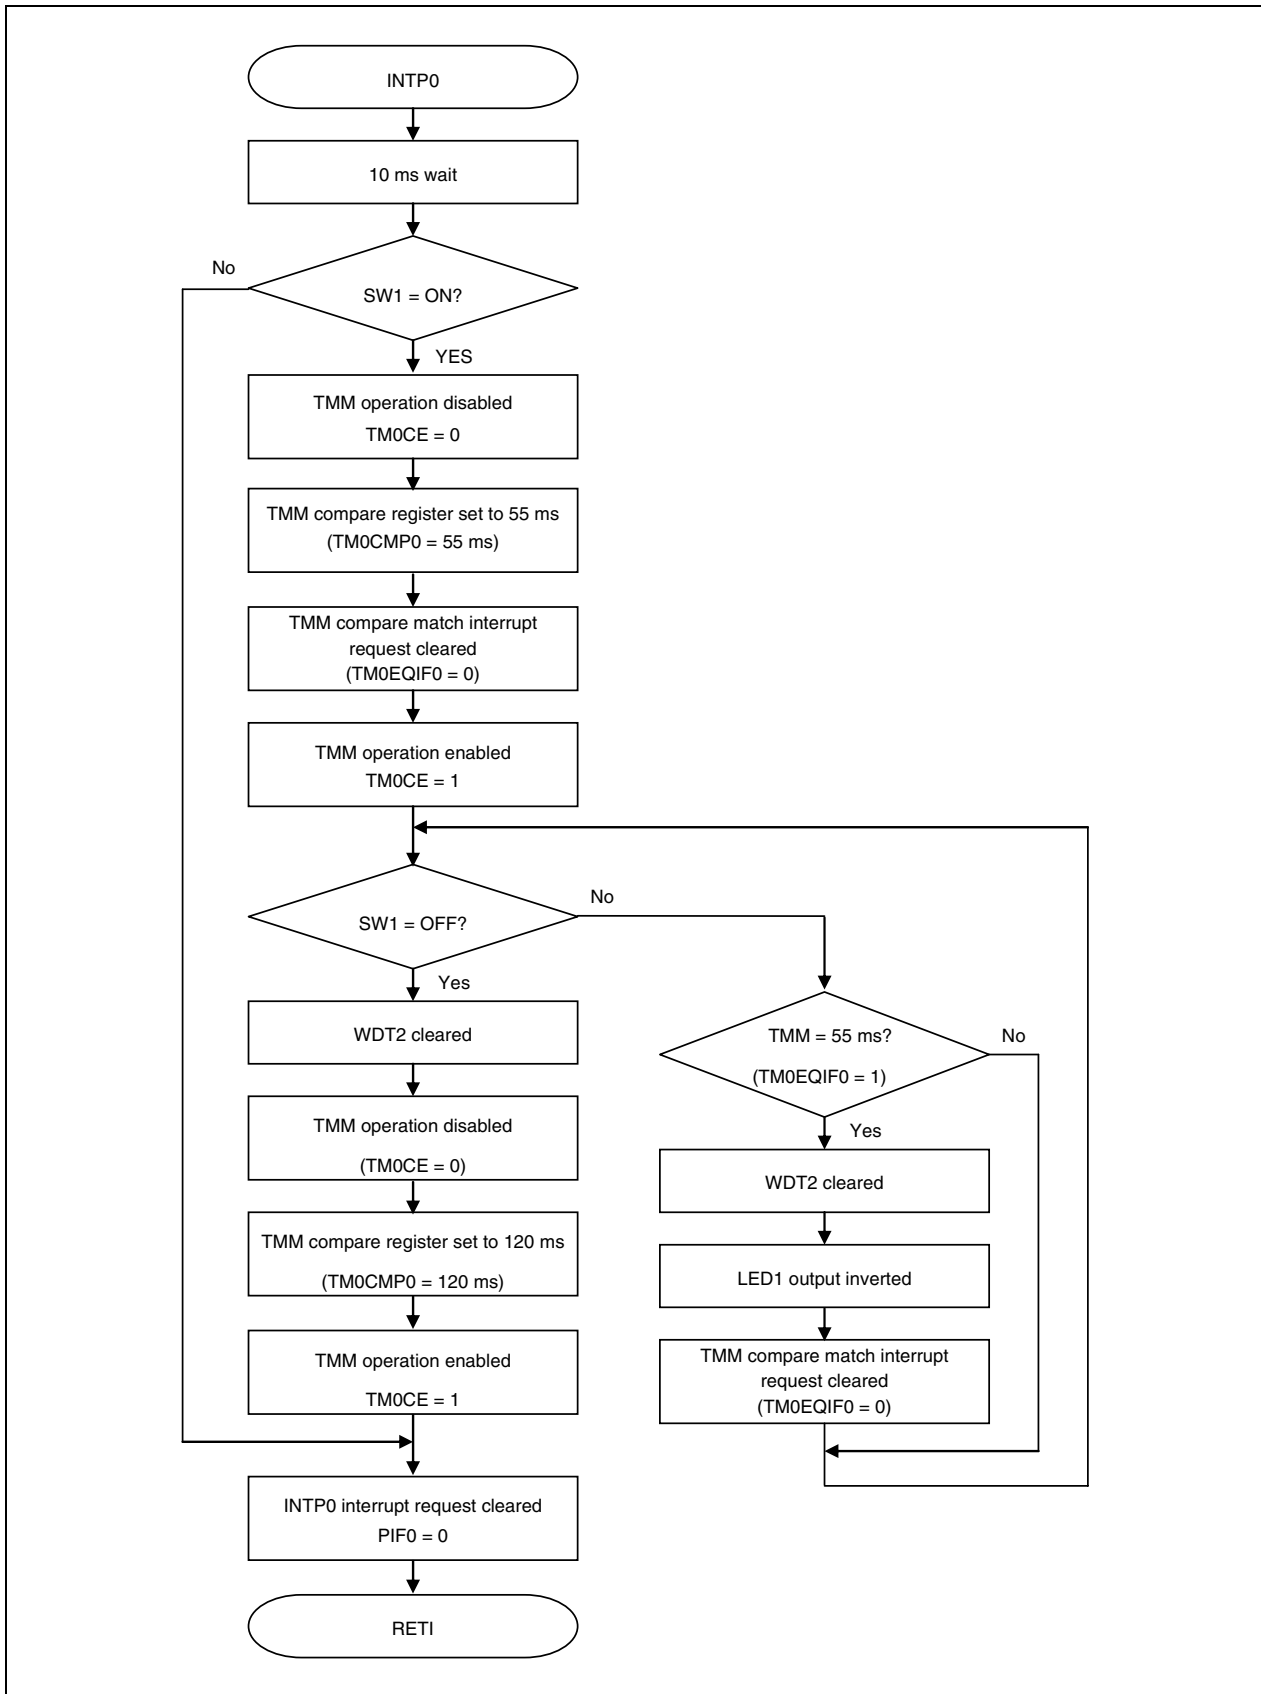 INTP0
10 ms wait
No
SW1 = ON?
YES
TMM operation disabled
TM0CE = 0
TMM compare register set to 55 ms
(TM0CMP0 = 55 ms)
TMM compare match interrupt
request cleared
(TM0EQIF0 = 0)
TMM operation enabled
TM0CE = 1
No
SW1 = OFF?
Yes
WDT2 cleared
TMM operation disabled
(TM0CE = 0)
TMM compare register set to 120 ms
(TM0CMP0 = 120 ms)
TMM operation enabled
TM0CE = 1
TMM = 55 ms?
No
(TM0EQIF0 = 1)
Yes
WDT2 cleared
LED1 output inverted
TMM compare match interrupt
request cleared
(TM0EQIF0 = 0)
INTP0 interrupt request cleared
PIF0 = 0
RETI